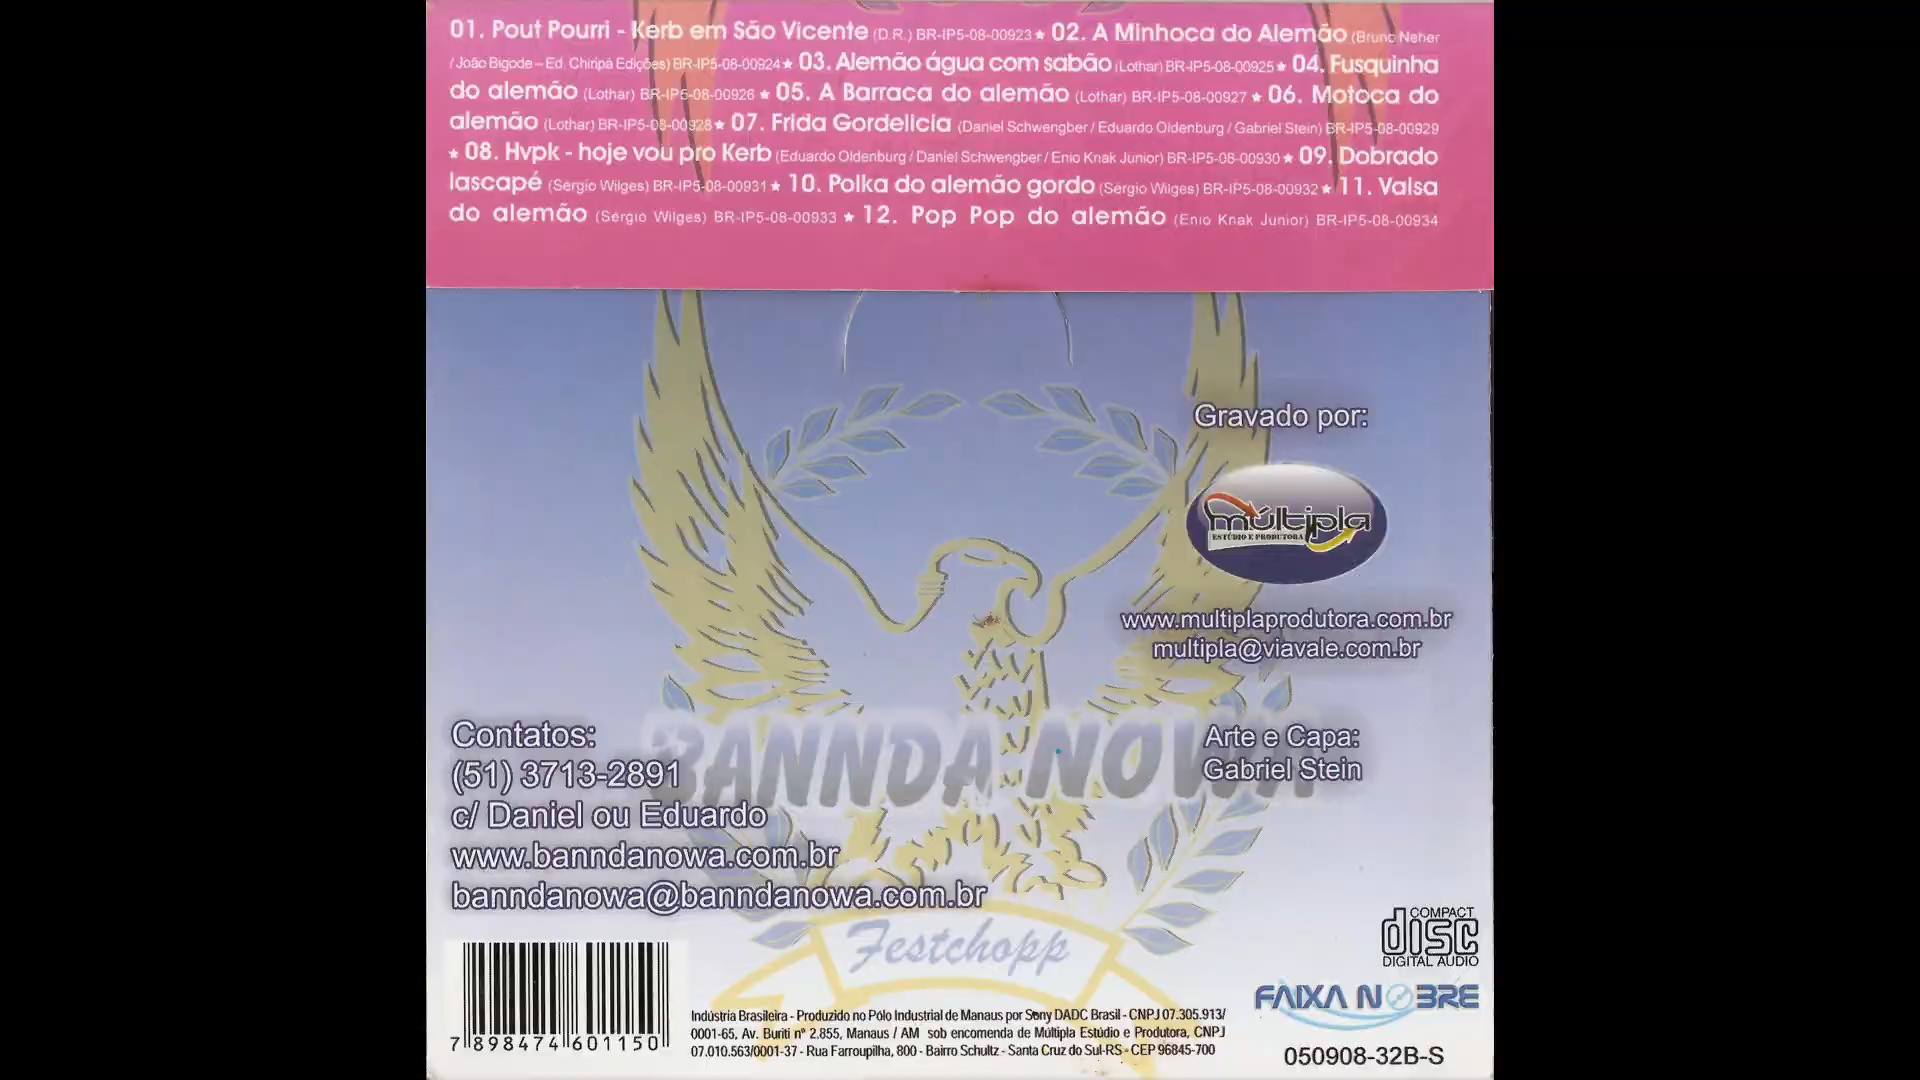 01. Pout Pourri - Kerb em São Vicente (D.R.) BR-IP5-08-00923 ★ 02. A Minhoca do Alemão (Bruno Neher
/ João Bigode – Ed. Chiripá Edições) BR-IP5-08-00924 ★ 03. Alemão água com sabão (Lothar) BR-IP5-08-00925 ★ 04. Fusquinha
do alemão (Lothar) BR-IP5-08-00926 ★ 05. A Barraca do alemão (Lothar) BR-IP5-08-00927 ★ 06. Motoca do
alemão (Lothar) BR-IP5-08-00928 ★ 07. Frida Gordelicia (Daniel Schwengber / Eduardo Oldenburg / Gabriel Stein) BR-IP5-08-00929
★ 08. Hvpk - hoje vou pro Kerb (Eduardo Oldenburg / Daniel Schwengber / Enio Knak Junior) BR-IP5-08-00930 ★ 09. Dobrado
lascapé (Sérgio Wilges) BR-IP5-08-00931 ★ 10. Polka do alemão gordo (Sérgio Wilges) BR-IP5-08-00932 ★ 11. Valsa
do alemão (Sérgio Wilges) BR-IP5-08-00933 ★ 12. Pop Pop do alemão (Enio Knak Junior) BR-IP5-08-00934
Gravado por:
múltipla
ESTÚDIO E PRODUTORA
www.multiplaprodutora.com.br
multipla@viavale.com.br
BANNDA NOWA
Arte e Capa:
Gabriel Stein
Contatos:
(51) 3713-2891
c/ Daniel ou Eduardo
www.banndanowa.com.br
banndanowa@banndanowa.com.br
Festchopp
COMPACT
disc
DIGITAL AUDIO
FAIXA NOBRE
050908-32B-S
Indústria Brasileira - Produzido no Pólo Industrial de Manaus por Sony DADC Brasil - CNPJ 07.305.913/
0001-65, Av. Buriti nº 2.855, Manaus / AM sob encomenda de Múltipla Estúdio e Produtora, CNPJ
07.010.563/0001-37 - Rua Farroupilha, 800 - Bairro Schultz - Santa Cruz do Sul-RS - CEP 96845-700
7 898474 601150